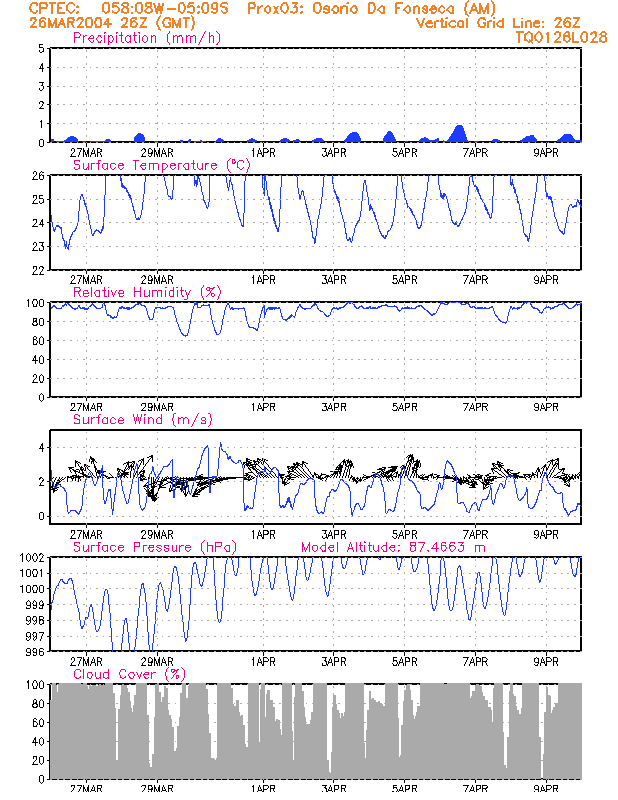 CPTEC: 058:08W-05:09S Prox03: Osorio Da Fonseca (AM)
26MAR2004 26Z (GMT) Vertical Grid Line: 26Z
Precipitation (mm/h) TQ0126L028
5
4
3
2
1
0
27MAR 29MAR 1APR 3APR 5APR 7APR 9APR
Surface Temperature (°C)
26
25
24
23
22
27MAR 29MAR 1APR 3APR 5APR 7APR 9APR
Relative Humidity (%)
100
80
60
40
20
0
27MAR 29MAR 1APR 3APR 5APR 7APR 9APR
Surface Wind (m/s)
4
2
0
27MAR 29MAR 1APR 3APR 5APR 7APR 9APR
Surface Pressure (hPa) Model Altitude: 87.4663 m
1002
1001
1000
999
998
997
996
27MAR 29MAR 1APR 3APR 5APR 7APR 9APR
Cloud Cover (%)
100
80
60
40
20
0
27MAR 29MAR 1APR 3APR 5APR 7APR 9APR